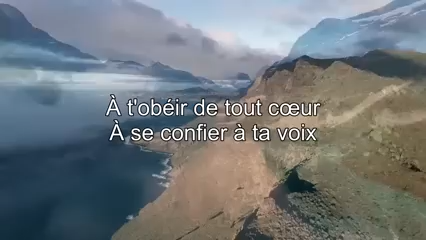 À t'obéir de tout cœur
À se confier à ta voix